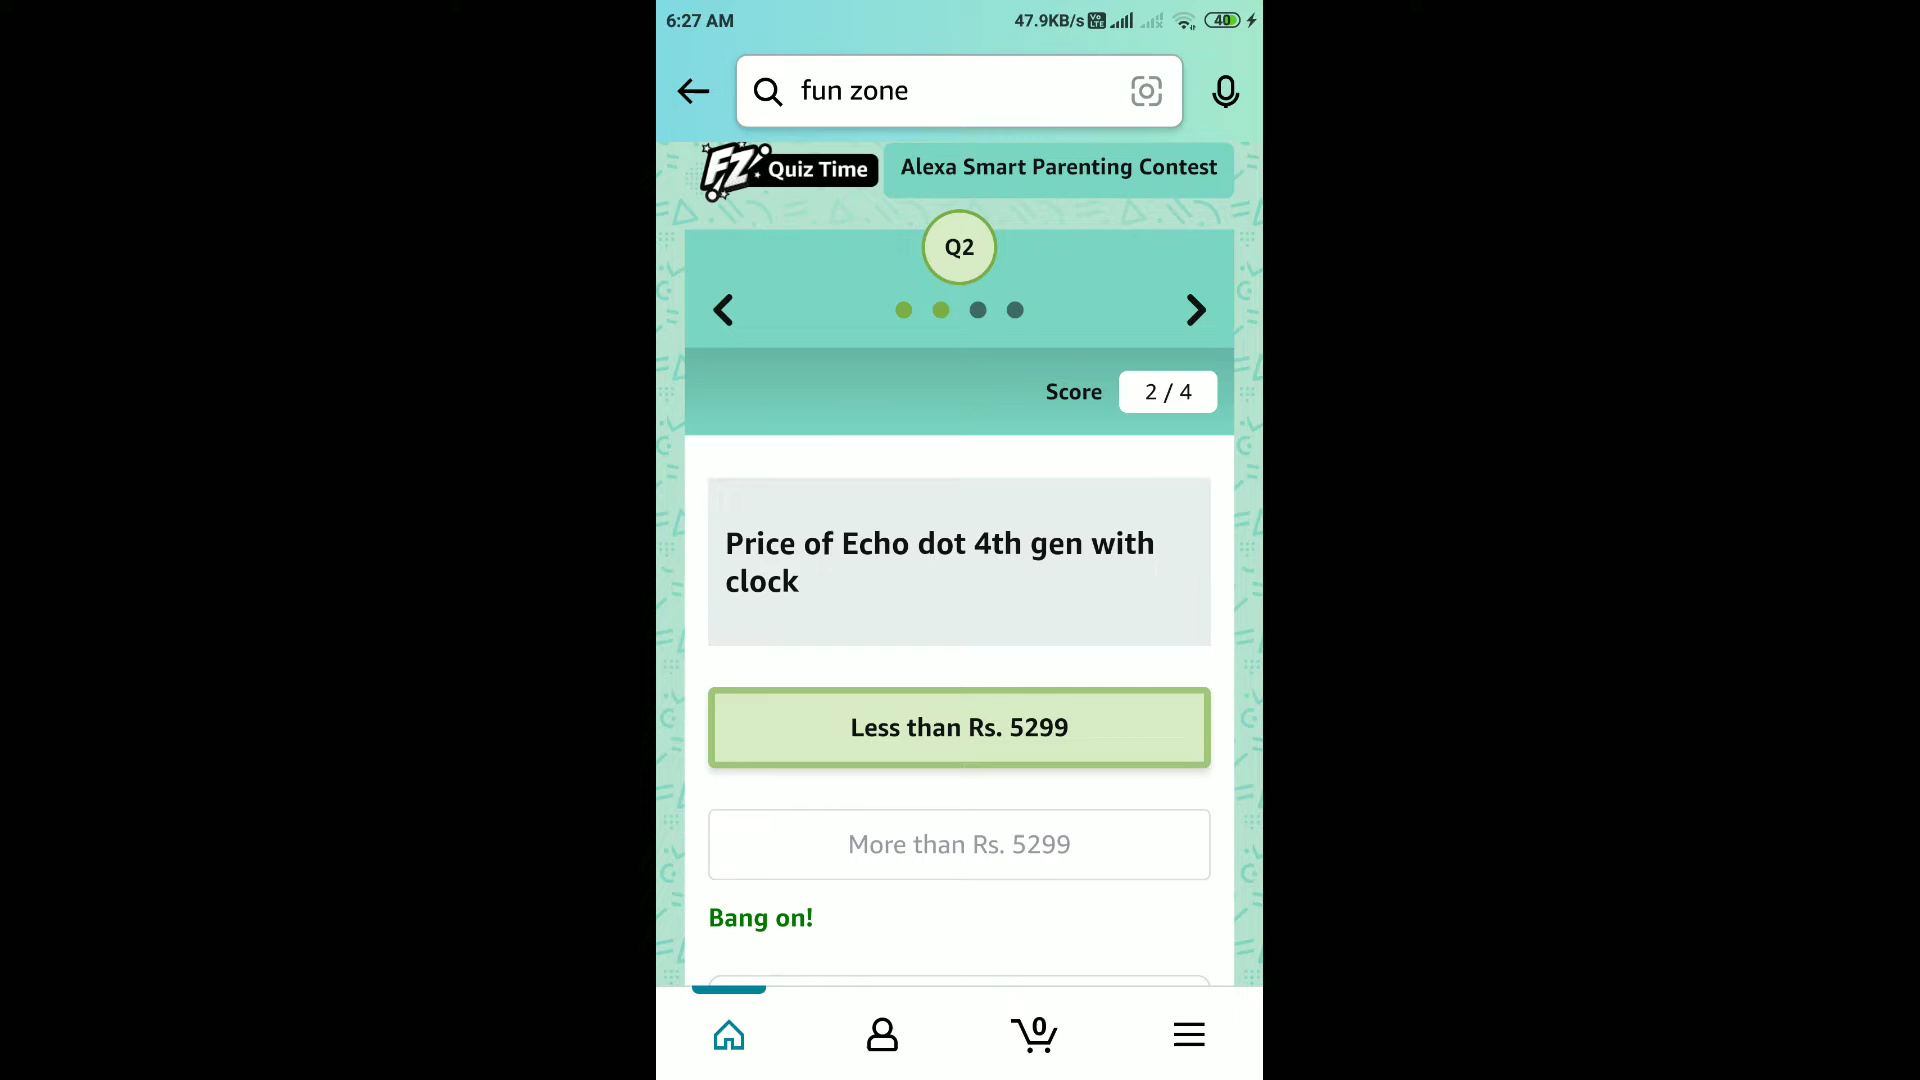 6:27 AM
47.9KB/s Vo LTE 40
fun zone
FZ Quiz Time
Alexa Smart Parenting Contest
Q2
Score 2 / 4
Price of Echo dot 4th gen with
clock
Less than Rs. 5299
More than Rs. 5299
Bang on!
0